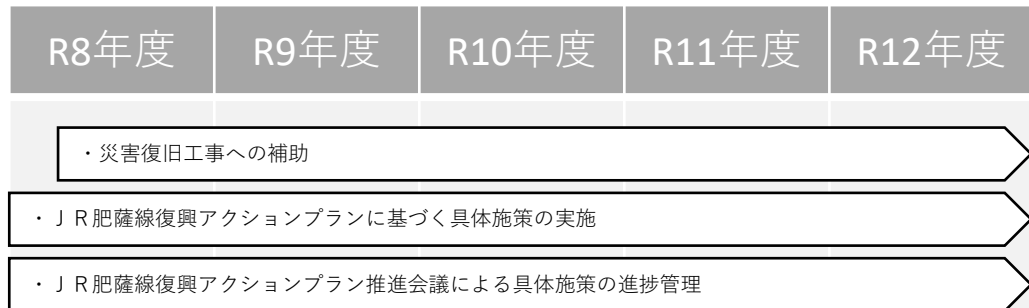 R8年度 R9年度 R10年度 R11年度 R12年度
・災害復旧工事への補助
・ＪＲ肥薩線復興アクションプランに基づく具体施策の実施
・ＪＲ肥薩線復興アクションプラン推進会議による具体施策の進捗管理